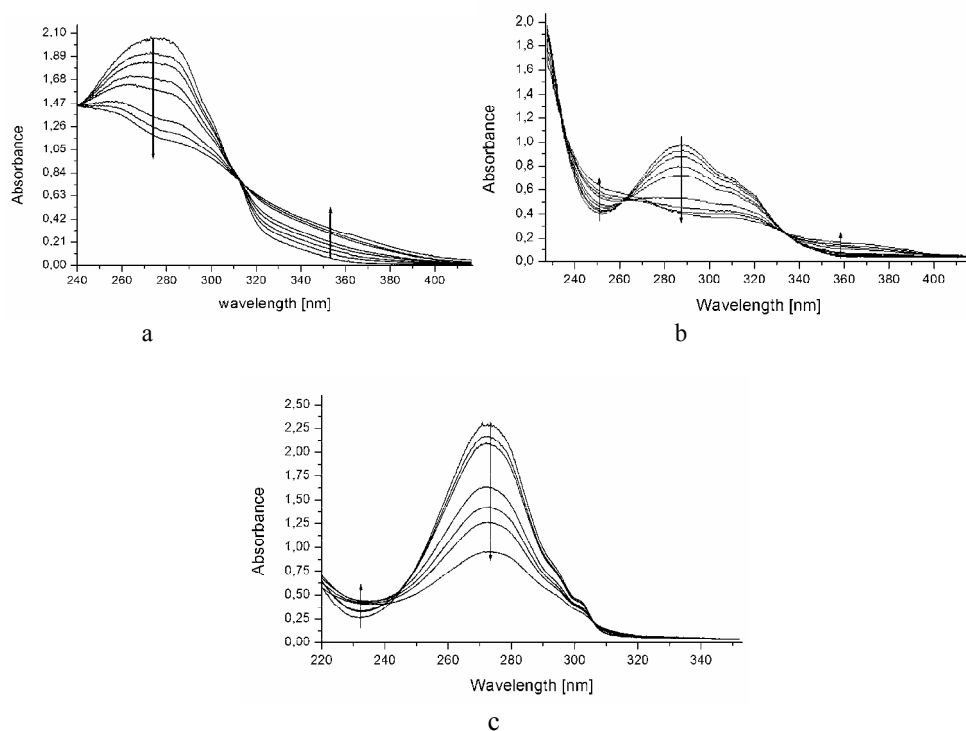 2,10
1,89
1,68
1,47
1,26
1,05
0,84
0,63
0,42
0,21
0,00
Absorbance
240 260 280 300 320 340 360 380 400
wavelength [nm]
a
2,0
1,8
1,6
1,4
1,2
1,0
0,8
0,6
0,4
0,2
0,0
Absorbance
240 260 280 300 320 340 360 380 400
Wavelength [nm]
b
2,50
2,25
2,00
1,75
1,50
1,25
1,00
0,75
0,50
0,25
0,00
Absorbance
220 240 260 280 300 320 340
Wavelength [nm]
c